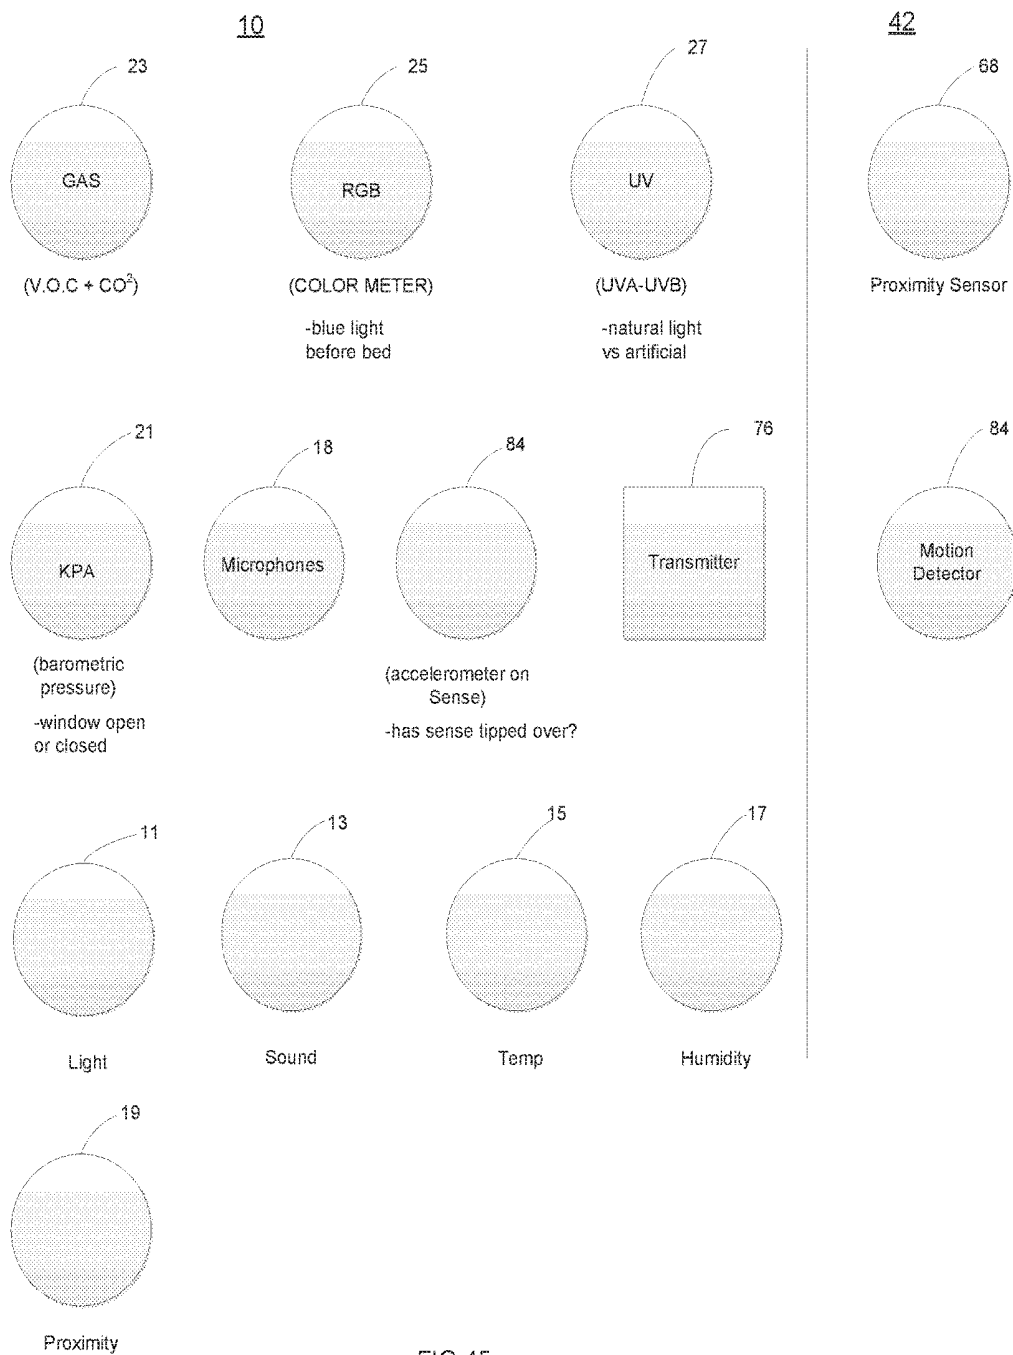 10
42
23
25
27
68
GAS
RGB
UV
(V.O.C + CO²)
(COLOR METER)
(UVA-UVB)
Proximity Sensor
-blue light
before bed
-natural light
vs artificial
21
18
84
76
84
KPA
Microphones
Transmitter
Motion
Detector
(barometric
pressure)
-window open
or closed
(accelerometer on
Sense)
-has sense tipped over?
11
13
15
17
Light
Sound
Temp
Humidity
19
Proximity